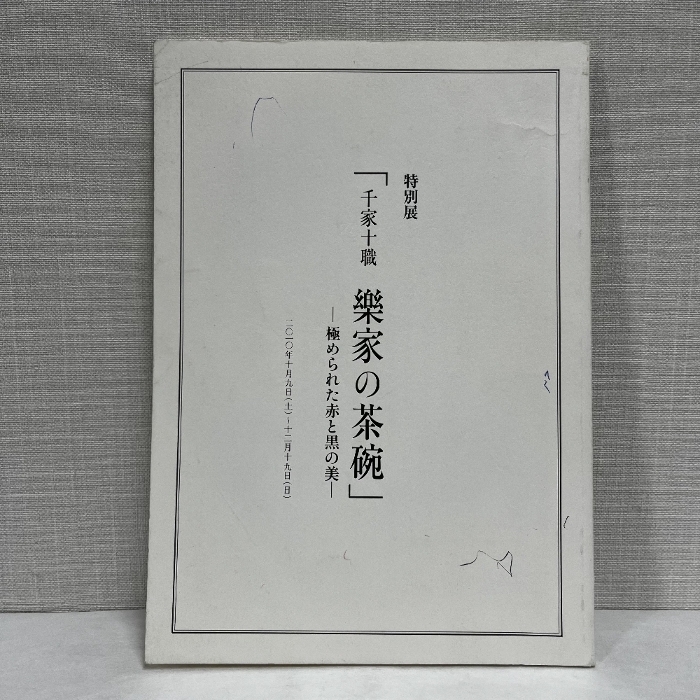 特別展
「千家十職 樂家の茶碗」
―極められた赤と黒の美―
二〇一〇年十月九日(土)~十二月十九日(日)